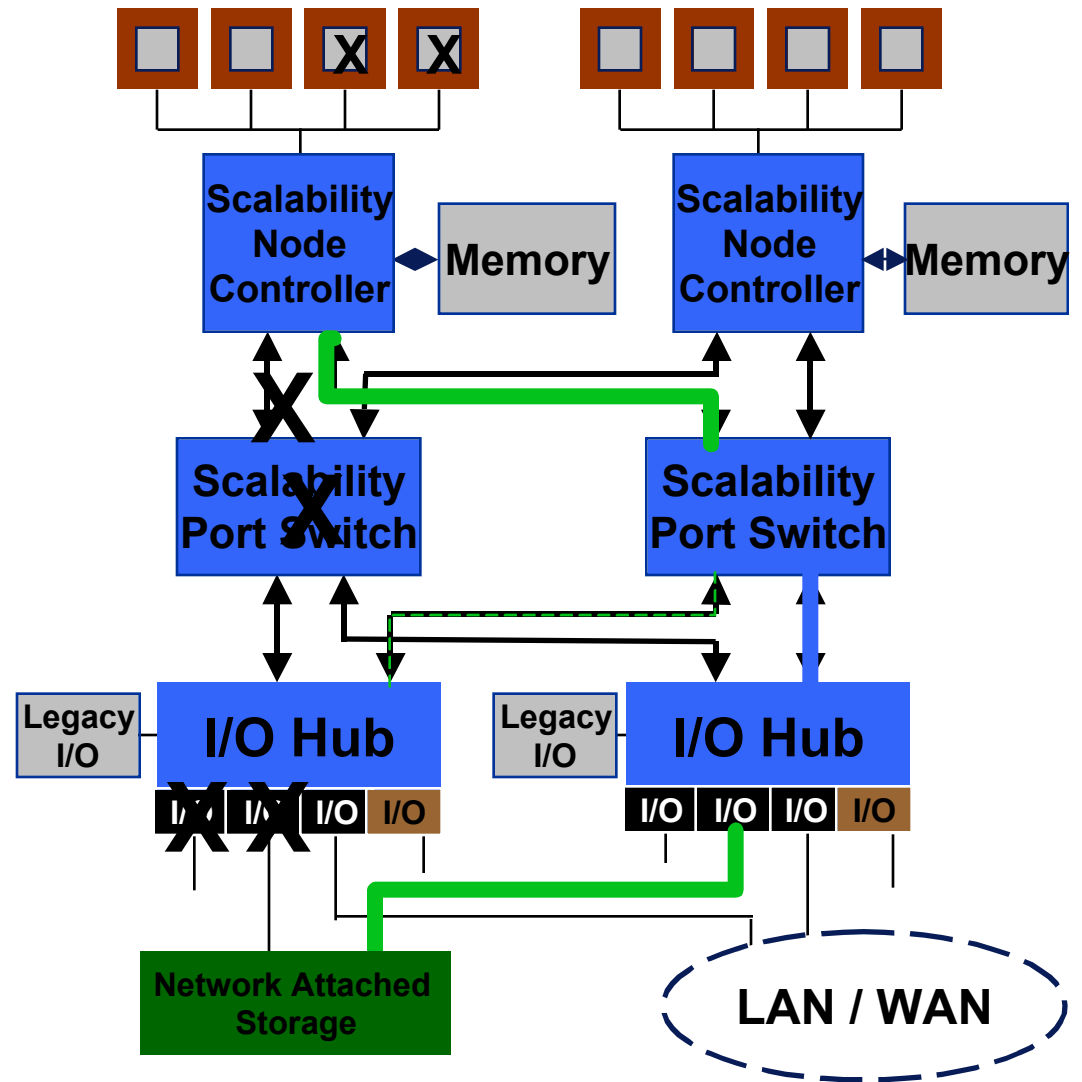 X X
Scalability
Node
Controller
Memory
Scalability
Node
Controller
Memory
X
Scalability
Port Switch
X
Scalability
Port Switch
Legacy
I/O
I/O Hub
Legacy
I/O
I/O Hub
I/O I/O I/O I/O
X X
I/O I/O I/O I/O
Network Attached
Storage
LAN / WAN